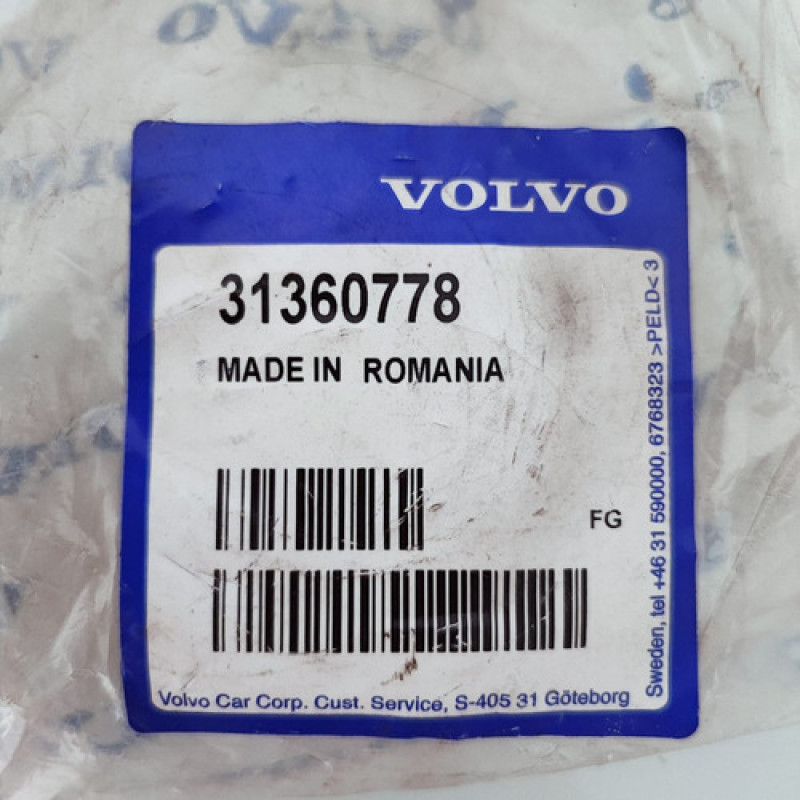 VOLVO
VOLVO
31360778
MADE IN ROMANIA
FG
Volvo Car Corp. Cust. Service, S-405 31 Göteborg
Sweden, tel +46 31 590000, 6768323 >PELD< 3